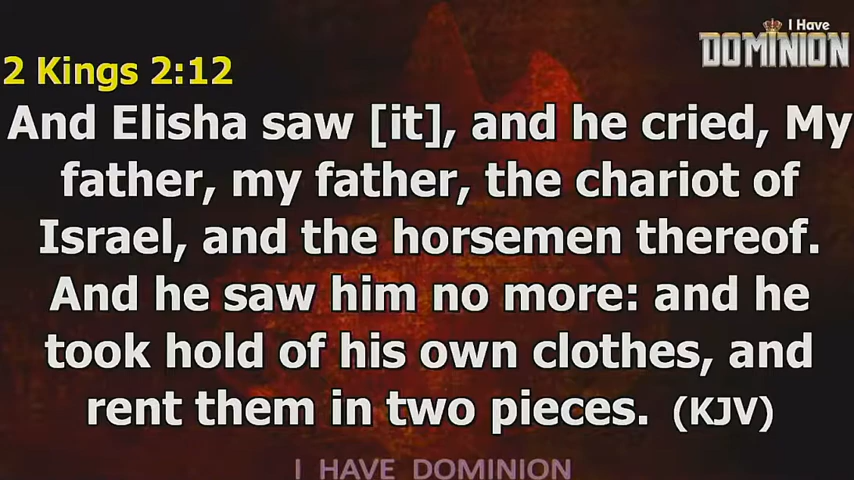 I Have
DOMINION
2 Kings 2:12
And Elisha saw [it], and he cried, My
father, my father, the chariot of
Israel, and the horsemen thereof.
And he saw him no more: and he
took hold of his own clothes, and
rent them in two pieces. (KJV)
I HAVE DOMINION